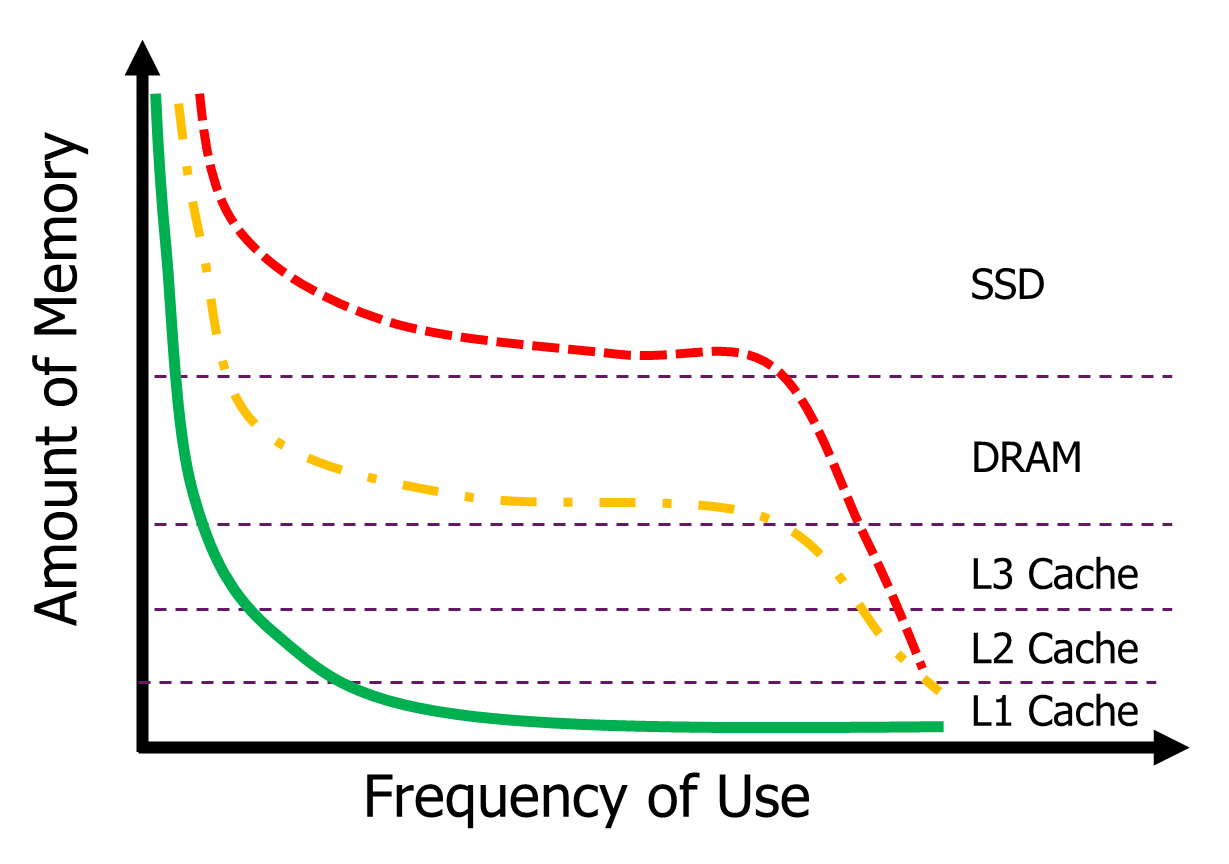 Amount of Memory
SSD
DRAM
L3 Cache
L2 Cache
L1 Cache
Frequency of Use